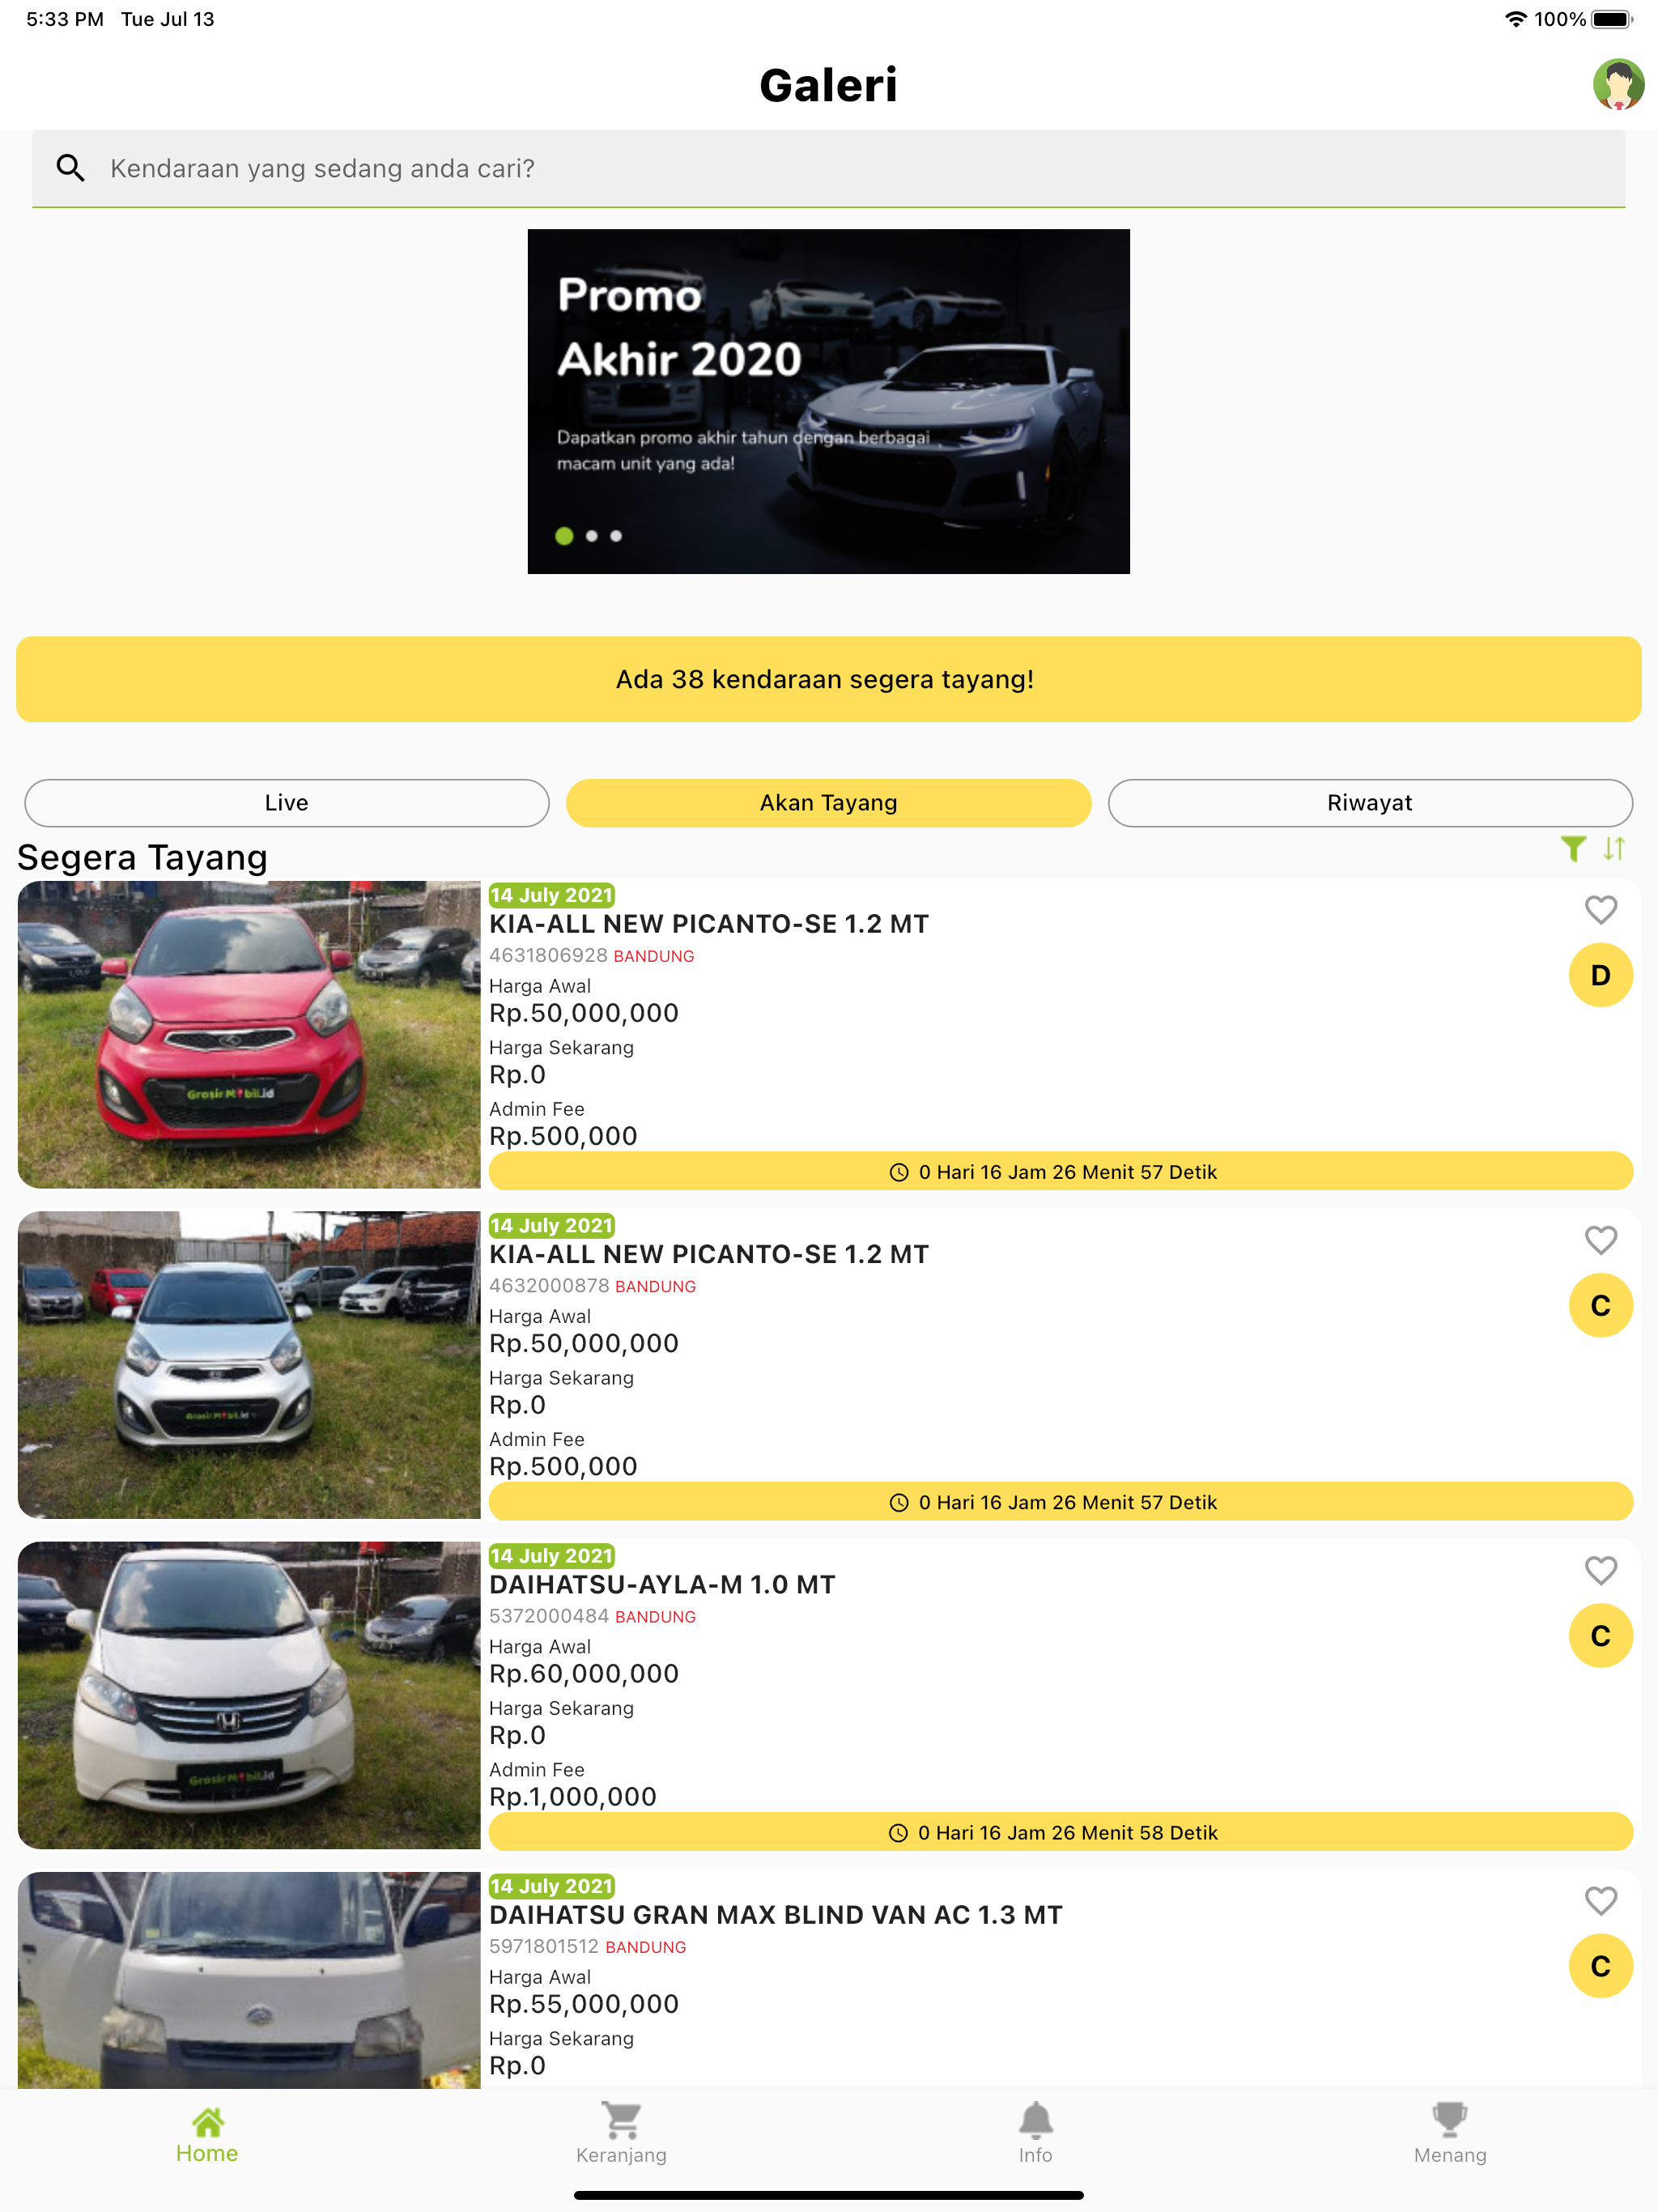 5:33 PM Tue Jul 13 100%
Galeri
Kendaraan yang sedang anda cari?
Promo
Akhir 2020
Dapatkan promo akhir tahun dengan berbagai
macam unit yang ada!
Ada 38 kendaraan segera tayang!
Live Akan Tayang Riwayat
Segera Tayang
14 July 2021
KIA-ALL NEW PICANTO-SE 1.2 MT
4631806928 BANDUNG
D
Harga Awal
Rp.50,000,000
Harga Sekarang
Rp.0
Admin Fee
Rp.500,000
0 Hari 16 Jam 26 Menit 57 Detik
GrosirMobil.id
14 July 2021
KIA-ALL NEW PICANTO-SE 1.2 MT
4632000878 BANDUNG
C
Harga Awal
Rp.50,000,000
Harga Sekarang
Rp.0
Admin Fee
Rp.500,000
0 Hari 16 Jam 26 Menit 57 Detik
GrosirMobil.id
14 July 2021
DAIHATSU-AYLA-M 1.0 MT
5372000484 BANDUNG
C
Harga Awal
Rp.60,000,000
Harga Sekarang
Rp.0
Admin Fee
Rp.1,000,000
0 Hari 16 Jam 26 Menit 58 Detik
GrosirMobil.id
14 July 2021
DAIHATSU GRAN MAX BLIND VAN AC 1.3 MT
5971801512 BANDUNG
C
Harga Awal
Rp.55,000,000
Harga Sekarang
Rp.0
Home Keranjang Info Menang